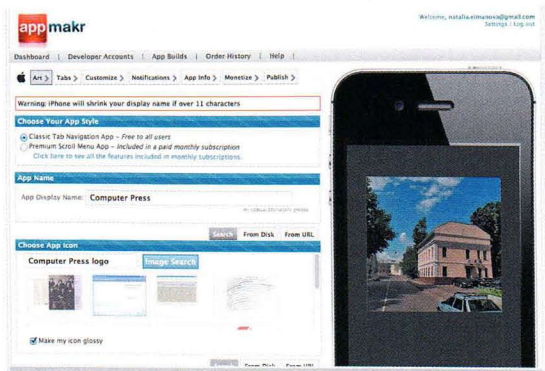 appmakr
Welcome, natalia.elmanova@gmail.com
Settings | Log out
Dashboard | Developer Accounts | App Builds | Order History | Help |
Art > Tabs > Customize > Notifications > App Info > Monetize > Publish >
Warning: iPhone will shrink your display name if over 11 characters
Choose Your App Style
Classic Tab Navigation App – Free to all users
Premium Scroll Menu App – Included in a paid monthly subscription
Click here to see all the features included in monthly subscriptions.
App Name
App Display Name: Computer Press
Search From Disk From URL
Choose App Icon
Computer Press logo Image Search
Make my icon glossy
From Disk From URL